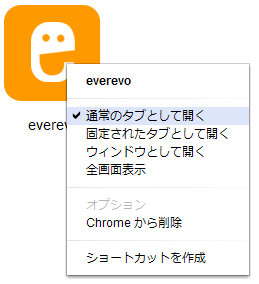 everevo
everevo
通常のタブとして開く
固定されたタブとして開く
ウィンドウとして開く
全画面表示
オプション
Chrome から削除
ショートカットを作成